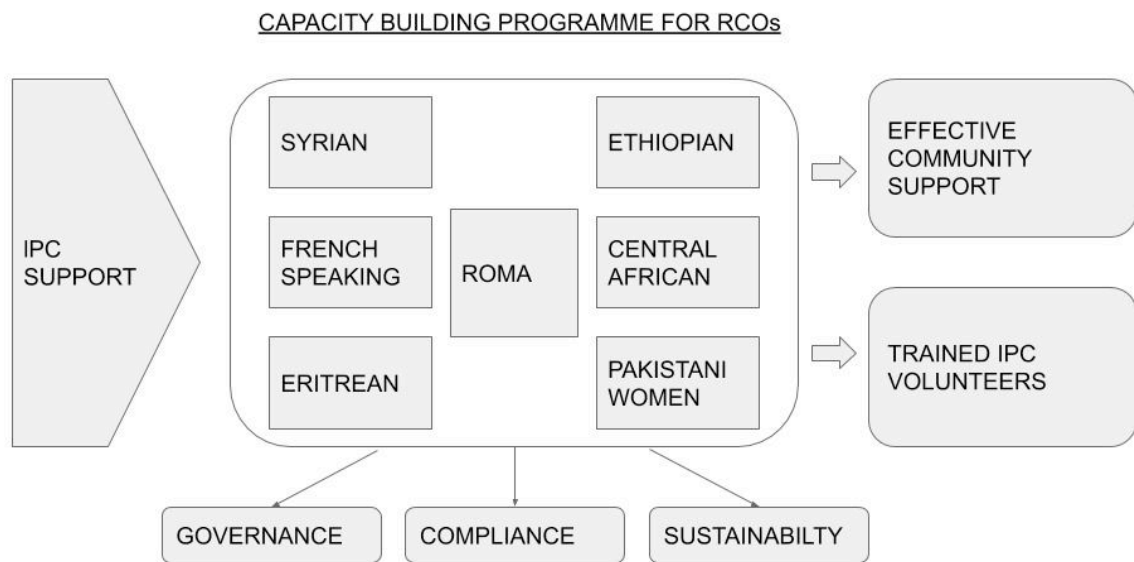 CAPACITY BUILDING PROGRAMME FOR RCOs
IPC
SUPPORT
SYRIAN
ETHIOPIAN
FRENCH
SPEAKING
ROMA
CENTRAL
AFRICAN
ERITREAN
PAKISTANI
WOMEN
EFFECTIVE
COMMUNITY
SUPPORT
TRAINED IPC
VOLUNTEERS
GOVERNANCE
COMPLIANCE
SUSTAINABILTY